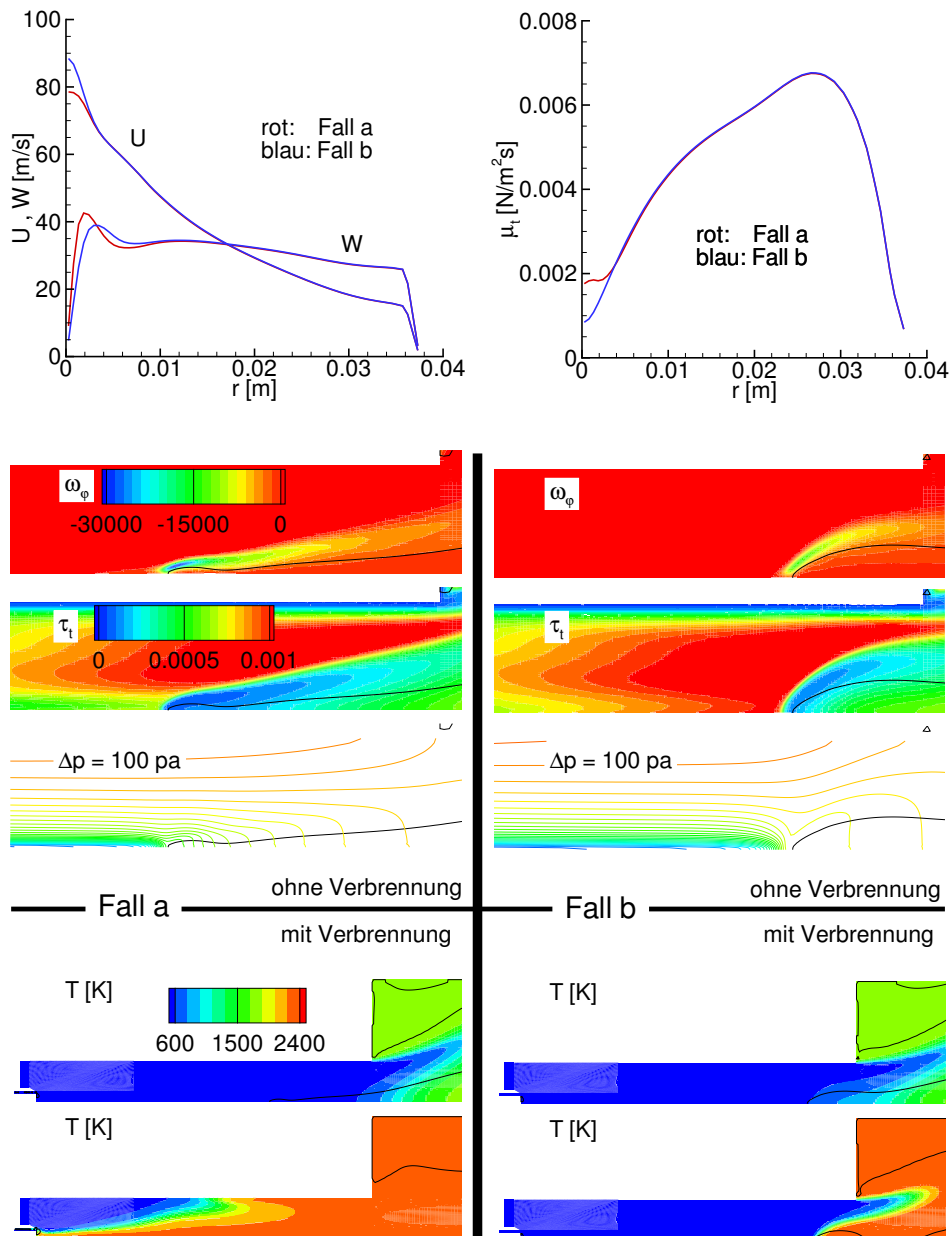 100
80
60
40
20
0
U , W [m/s]
U
W
rot: Fall a
blau: Fall b
0 0.01 0.02 0.03 0.04
r [m]
0.008
0.006
0.004
0.002
0
μt [N/m²s]
rot: Fall a
blau: Fall b
0 0.01 0.02 0.03 0.04
r [m]
ωφ
-30000 -15000 0
τt
0 0.0005 0.001
Δp = 100 pa
ωφ
τt
Δp = 100 pa
ohne Verbrennung
Fall a
mit Verbrennung
ohne Verbrennung
Fall b
mit Verbrennung
T [K]
600 1500 2400
T [K]
T [K]
T [K]